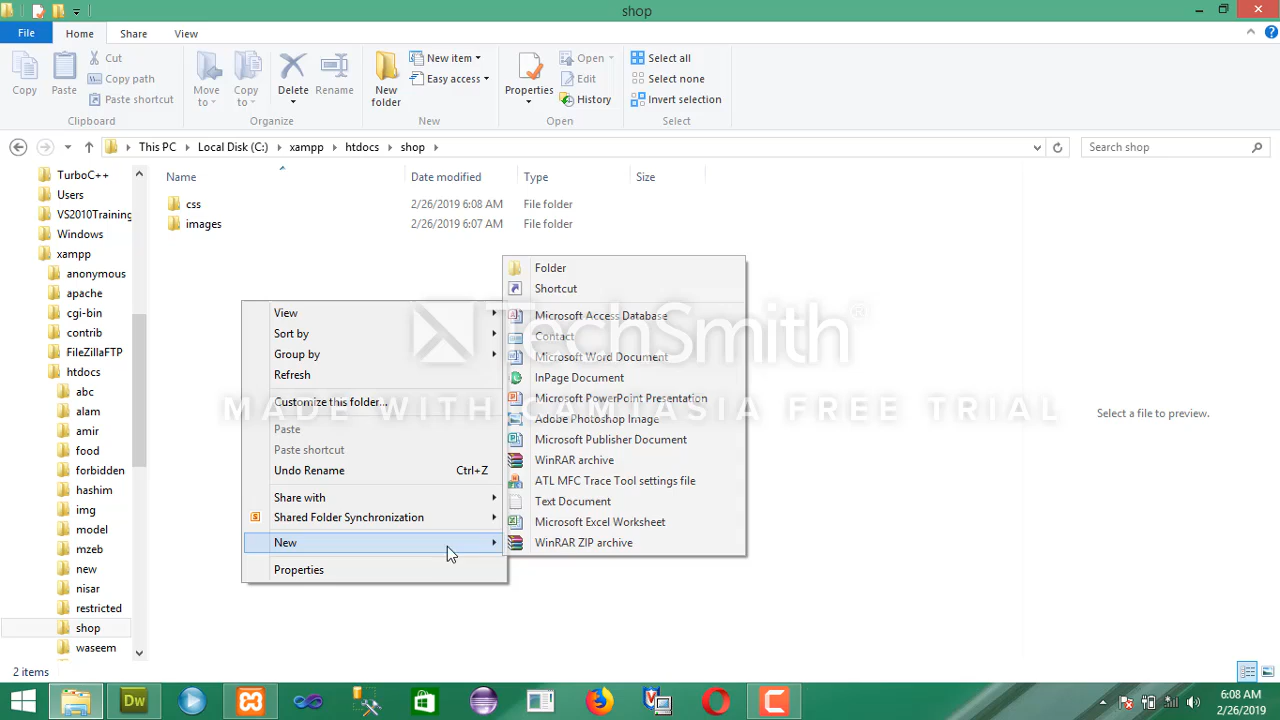 shop
File Home Share View
Copy
Paste
Cut
Copy path
Paste shortcut
Clipboard
Move to
Copy to
Delete
Rename
Organize
New folder
New item
Easy access
New
Properties
Open
Edit
History
Open
Select all
Select none
Invert selection
Select
This PC Local Disk (C:) xampp htdocs shop
Search shop
TurboC++
Users
VS2010Training
Windows
xampp
anonymous
apache
cgi-bin
contrib
FileZillaFTP
htdocs
abc
alam
amir
food
forbidden
hashim
img
model
mzeb
new
nisar
restricted
shop
waseem
Name Date modified Type Size
css 2/26/2019 6:08 AM File folder
images 2/26/2019 6:07 AM File folder
View
Sort by
Group by
Refresh
Customize this folder...
Paste
Paste shortcut
Undo Rename Ctrl+Z
Share with
Shared Folder Synchronization
New
Properties
Folder
Shortcut
Microsoft Access Database
Contact
Microsoft Word Document
InPage Document
Microsoft PowerPoint Presentation
Adobe Photoshop Image
Microsoft Publisher Document
WinRAR archive
ATL MFC Trace Tool settings file
Text Document
Microsoft Excel Worksheet
WinRAR ZIP archive
TechSmith®
MADE WITH CAMTASIA FREE TRIAL
Select a file to preview.
2 items
Dw
6:08 AM
2/26/2019